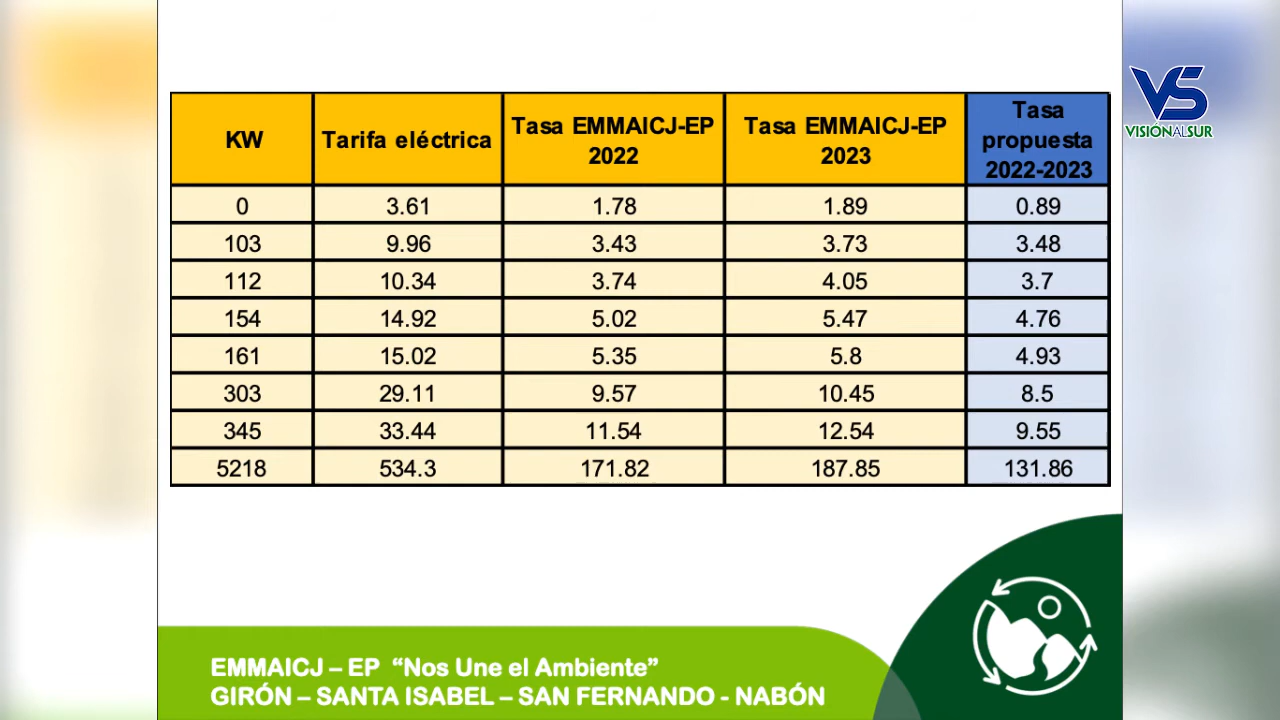 KW Tarifa eléctrica Tasa EMMAICJ-EP 2022 Tasa EMMAICJ-EP 2023 Tasa propuesta 2022-2023
0 3.61 1.78 1.89 0.89
103 9.96 3.43 3.73 3.48
112 10.34 3.74 4.05 3.7
154 14.92 5.02 5.47 4.76
161 15.02 5.35 5.8 4.93
303 29.11 9.57 10.45 8.5
345 33.44 11.54 12.54 9.55
5218 534.3 171.82 187.85 131.86
EMMAICJ – EP “Nos Une el Ambiente”
GIRÓN – SANTA ISABEL – SAN FERNANDO - NABÓN
VS
VISIÓNALSUR